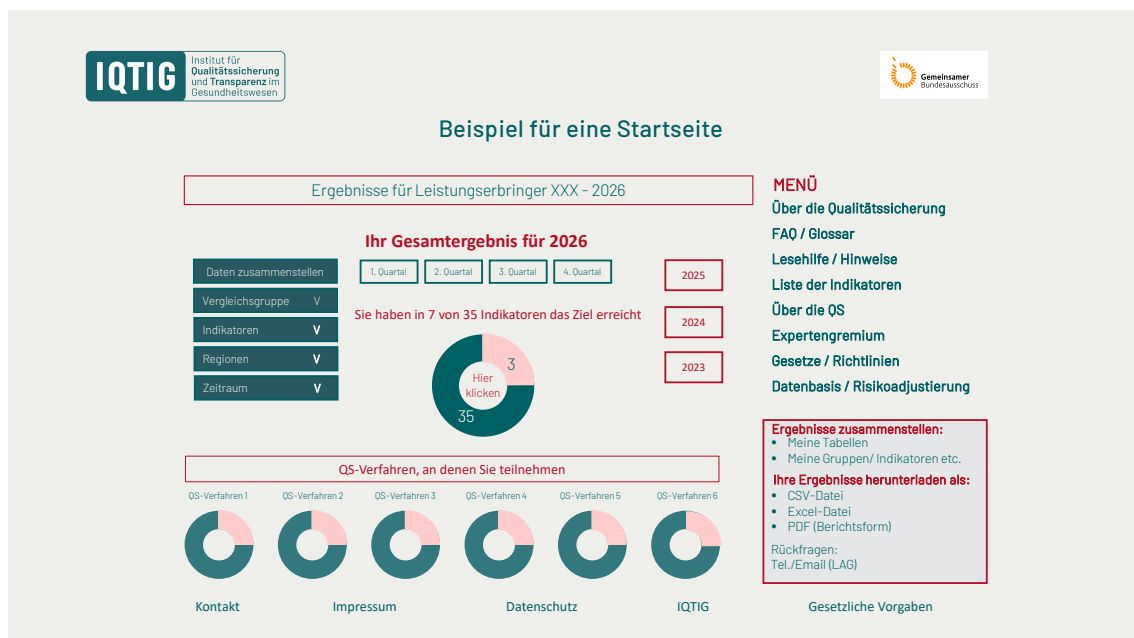 IQTIG
Institut für
Qualitätssicherung
und Transparenz im
Gesundheitswesen
Gemeinsamer
Bundesausschuss
Beispiel für eine Startseite
Ergebnisse für Leistungserbringer XXX - 2026
Ihr Gesamtergebnis für 2026
Daten zusammenstellen
Vergleichsgruppe V
Indikatoren V
Regionen V
Zeitraum V
1. Quartal
2. Quartal
3. Quartal
4. Quartal
Sie haben in 7 von 35 Indikatoren das Ziel erreicht
3
Hier
klicken
35
2025
2024
2023
QS-Verfahren, an denen Sie teilnehmen
QS-Verfahren 1
QS-Verfahren 2
QS-Verfahren 3
QS-Verfahren 4
QS-Verfahren 5
QS-Verfahren 6
MENÜ
Über die Qualitätssicherung
FAQ / Glossar
Lesehilfe / Hinweise
Liste der Indikatoren
Über die QS
Expertengremium
Gesetze / Richtlinien
Datenbasis / Risikoadjustierung
Ergebnisse zusammenstellen:
• Meine Tabellen
• Meine Gruppen/ Indikatoren etc.
Ihre Ergebnisse herunterladen als:
• CSV-Datei
• Excel-Datei
• PDF (Berichtsform)
Rückfragen:
Tel./Email (LAG)
Kontakt
Impressum
Datenschutz
IQTIG
Gesetzliche Vorgaben